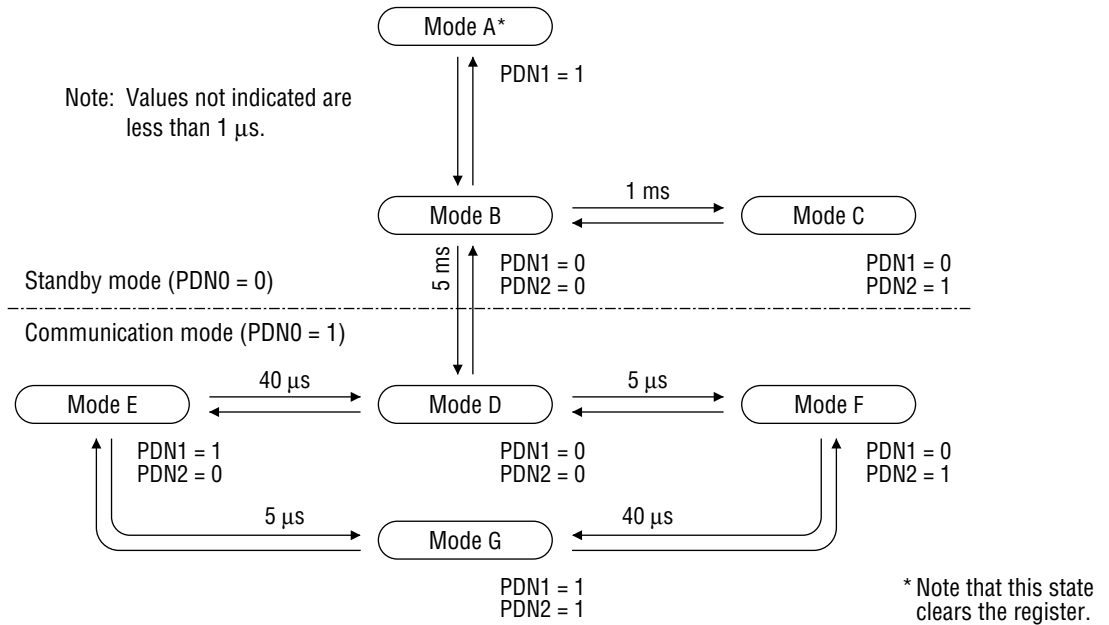 Mode A*
PDN1 = 1
Note: Values not indicated are
less than 1 μs.
1 ms
Mode B
Mode C
5 ms
PDN1 = 0
PDN2 = 0
PDN1 = 0
PDN2 = 1
Standby mode (PDN0 = 0)
Communication mode (PDN0 = 1)
40 μs
5 μs
Mode E
Mode D
Mode F
PDN1 = 1
PDN2 = 0
PDN1 = 0
PDN2 = 0
PDN1 = 0
PDN2 = 1
5 μs
40 μs
Mode G
PDN1 = 1
PDN2 = 1
* Note that this state
clears the register.